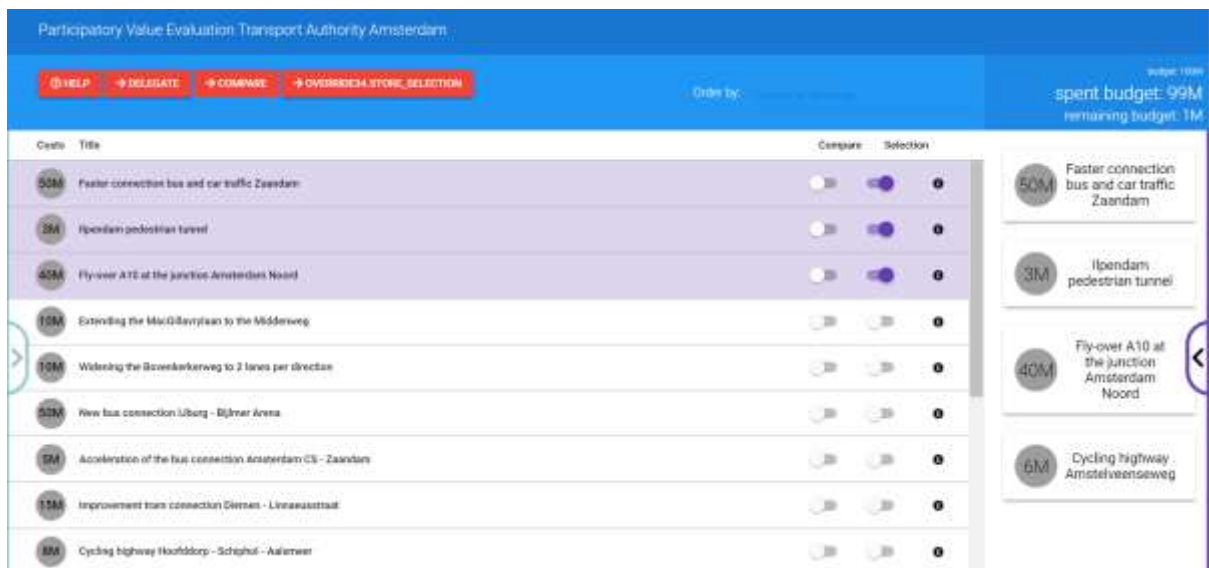 Participatory Value Evaluation Transport Authority Amsterdam
HELP
DELEGATE
COMPARE
OVERRIDE34.STORE_SELECTION
Order by:
budget: 100M
spent budget: 99M
remaining budget: 1M
Costs Title Compare Selection
50M Faster connection bus and car traffic Zaandam
3M Ilpendam pedestrian tunnel
40M Fly-over A10 at the junction Amsterdam Noord
10M Extending the MacGillavrylaan to the Middenweg
10M Widening the Bovenkerkerweg to 2 lanes per direction
50M New bus connection IJburg - Bijlmer Arena
5M Acceleration of the bus connection Amsterdam CS - Zaandam
15M Improvement tram connection Diemen - Linnaeusstraat
8M Cycling highway Hoofddorp - Schiphol - Aalsmeer
50M
Faster connection
bus and car traffic
Zaandam
3M
Ilpendam
pedestrian tunnel
40M
Fly-over A10 at
the junction
Amsterdam
Noord
6M
Cycling highway
Amstelveenseweg